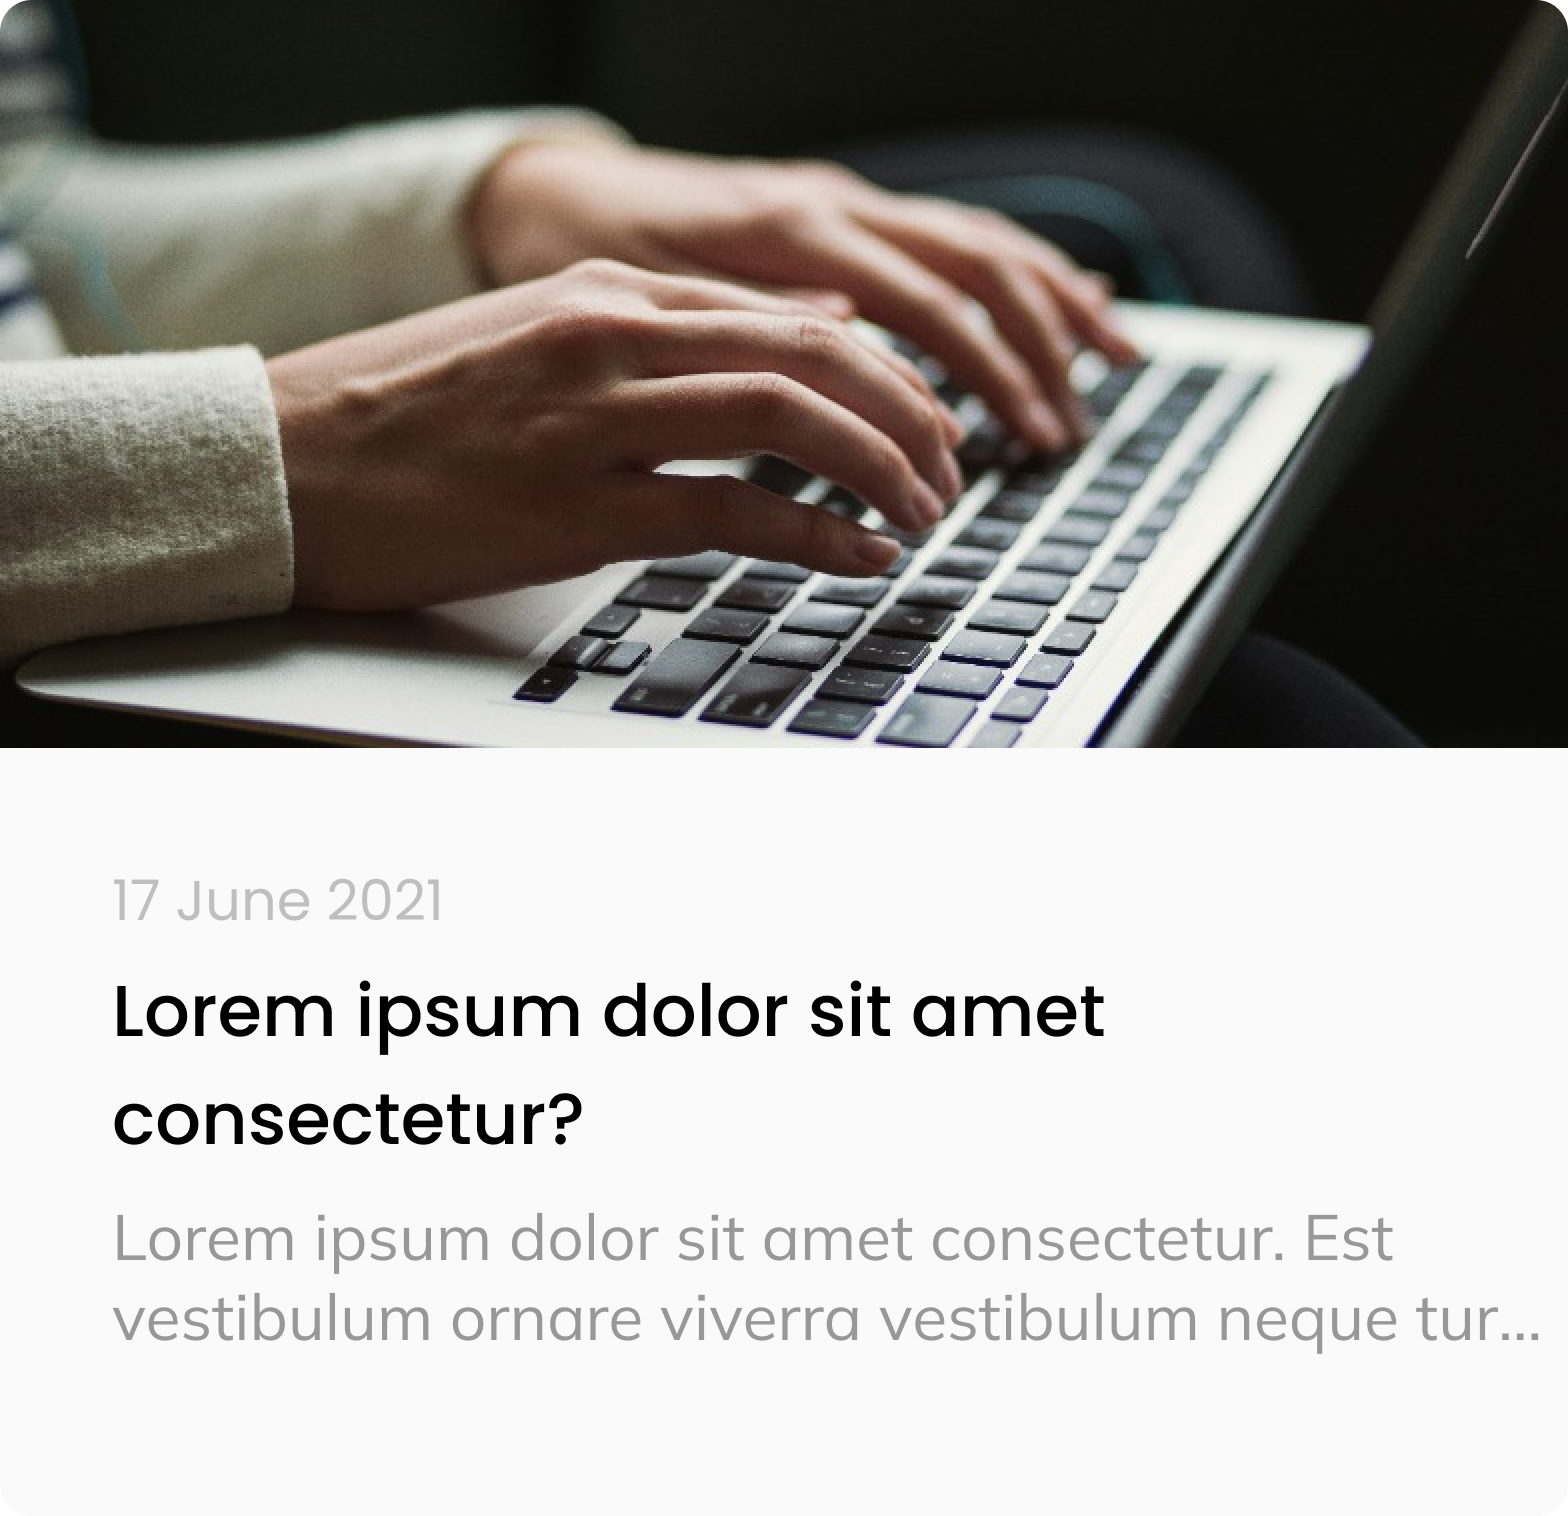 17 June 2021
Lorem ipsum dolor sit amet
consectetur?
Lorem ipsum dolor sit amet consectetur. Est
vestibulum ornare viverra vestibulum neque tur...